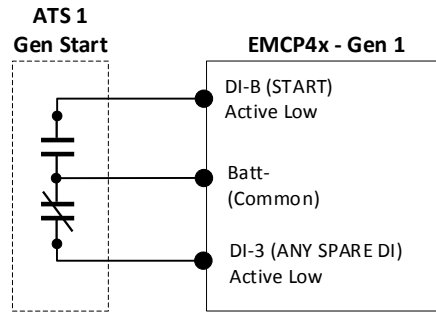 ATS 1
Gen Start
EMCP4x - Gen 1
DI-B (START)
Active Low
Batt-
(Common)
DI-3 (ANY SPARE DI)
Active Low